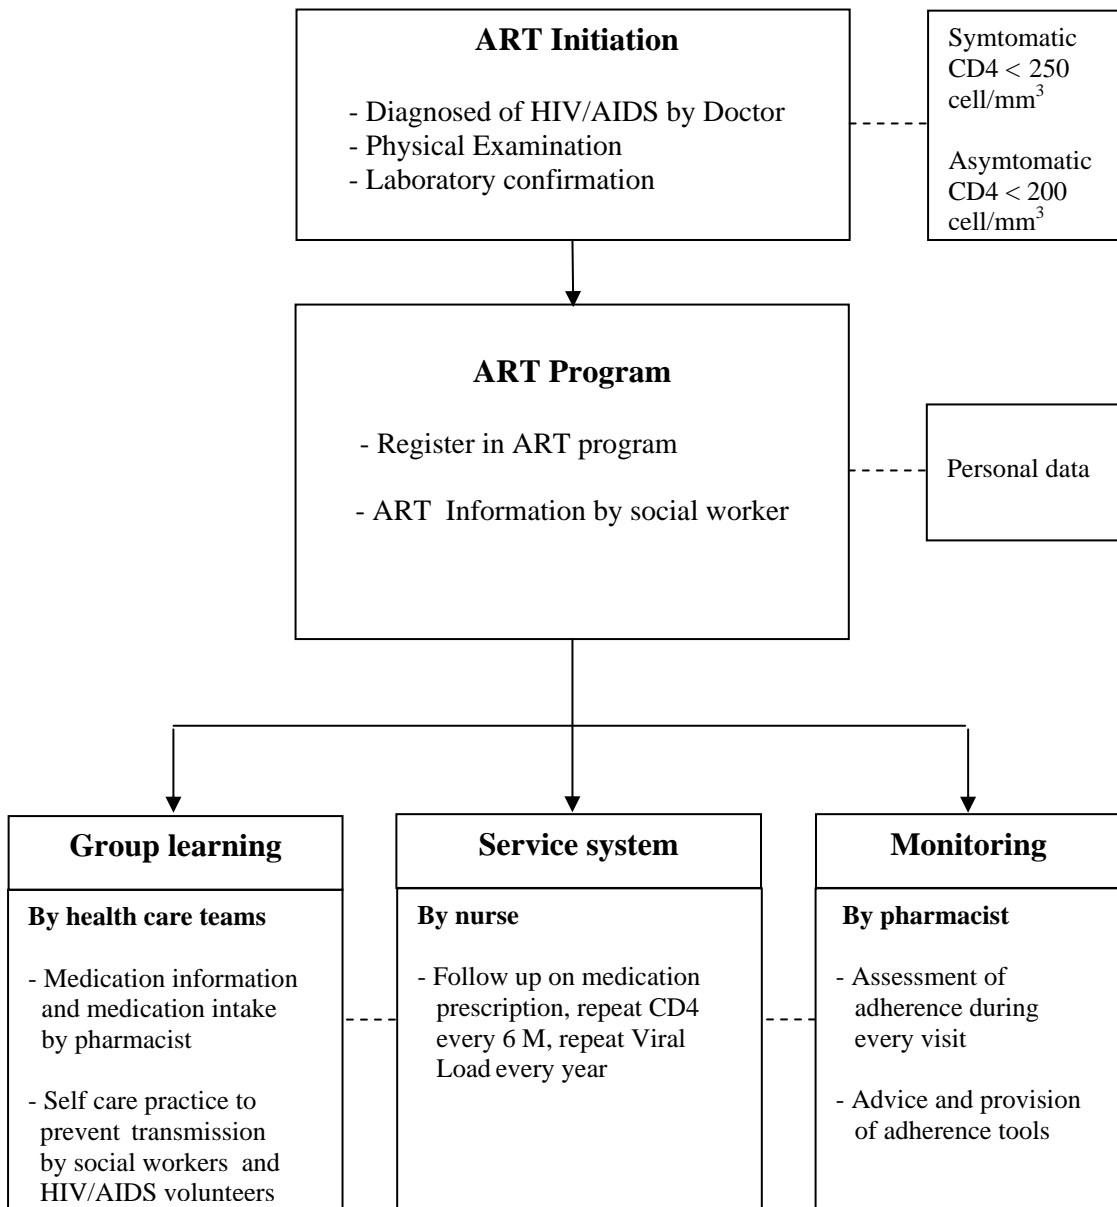 ART Initiation
- Diagnosed of HIV/AIDS by Doctor
- Physical Examination
- Laboratory confirmation
Symtomatic
CD4 < 250
cell/mm³
Asymtomatic
CD4 < 200
cell/mm³
ART Program
- Register in ART program
- ART Information by social worker
Personal data
Group learning
By health care teams
- Medication information
and medication intake
by pharmacist
- Self care practice to
prevent transmission
by social workers and
HIV/AIDS volunteers
Service system
By nurse
- Follow up on medication
prescription, repeat CD4
every 6 M, repeat Viral
Load every year
Monitoring
By pharmacist
- Assessment of
adherence during
every visit
- Advice and provision
of adherence tools